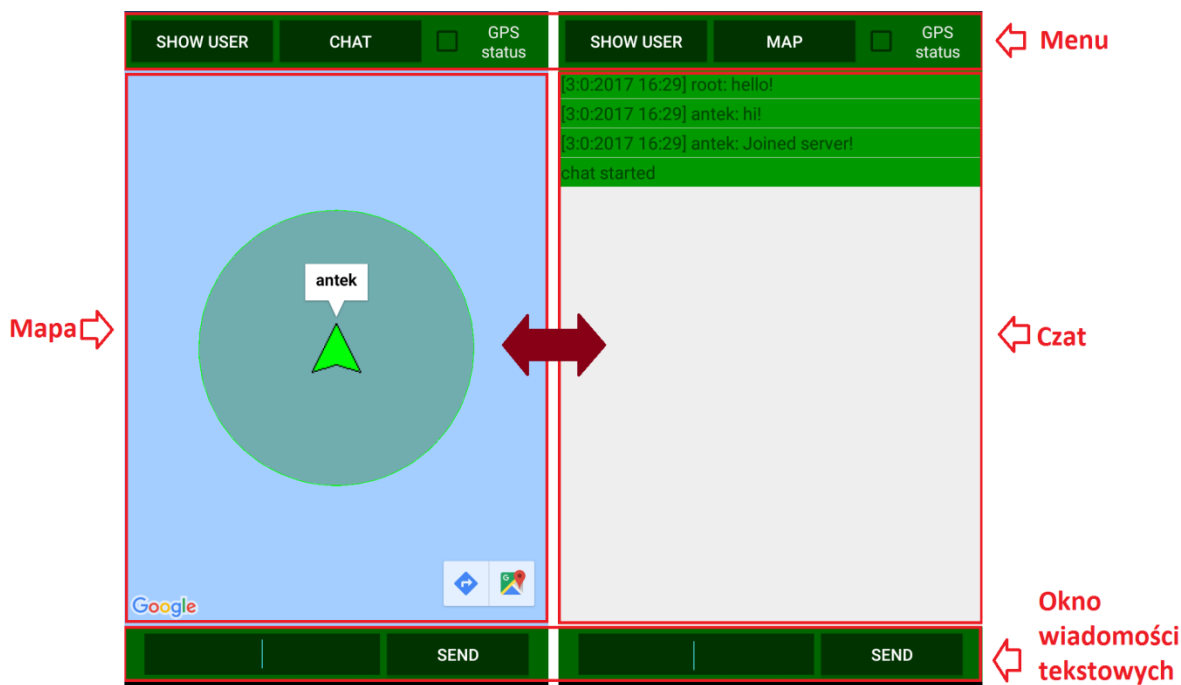 SHOW USER
CHAT
GPS
status
SHOW USER
MAP
GPS
status
Menu
[3:0:2017 16:29] root: hello!
[3:0:2017 16:29] antek: hi!
[3:0:2017 16:29] antek: Joined server!
chat started
antek
Mapa
Czat
Google
SEND
SEND
Okno
wiadomości
tekstowych